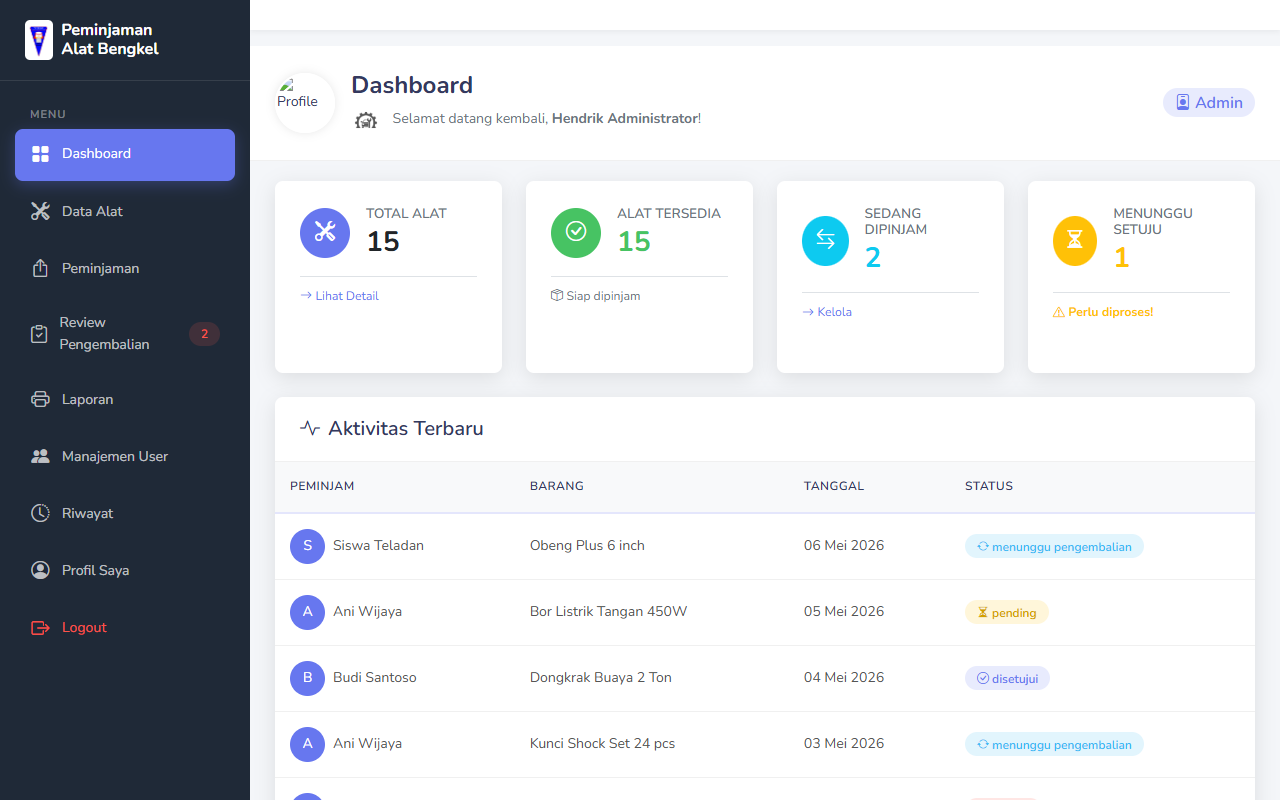 Peminjaman
Alat Bengkel
MENU
Dashboard
Data Alat
Peminjaman
Review
Pengembalian
2
Laporan
Manajemen User
Riwayat
Profil Saya
Logout
Profile
Dashboard
Selamat datang kembali, Hendrik Administrator!
Admin
TOTAL ALAT
15
Lihat Detail
ALAT TERSEDIA
15
Siap dipinjam
SEDANG
DIPINJAM
2
Kelola
MENUNGGU
SETUJU
1
Perlu diproses!
Aktivitas Terbaru
PEMINJAM BARANG TANGGAL STATUS
S Siswa Teladan Obeng Plus 6 inch 06 Mei 2026 menunggu pengembalian
A Ani Wijaya Bor Listrik Tangan 450W 05 Mei 2026 pending
B Budi Santoso Dongkrak Buaya 2 Ton 04 Mei 2026 disetujui
A Ani Wijaya Kunci Shock Set 24 pcs 03 Mei 2026 menunggu pengembalian